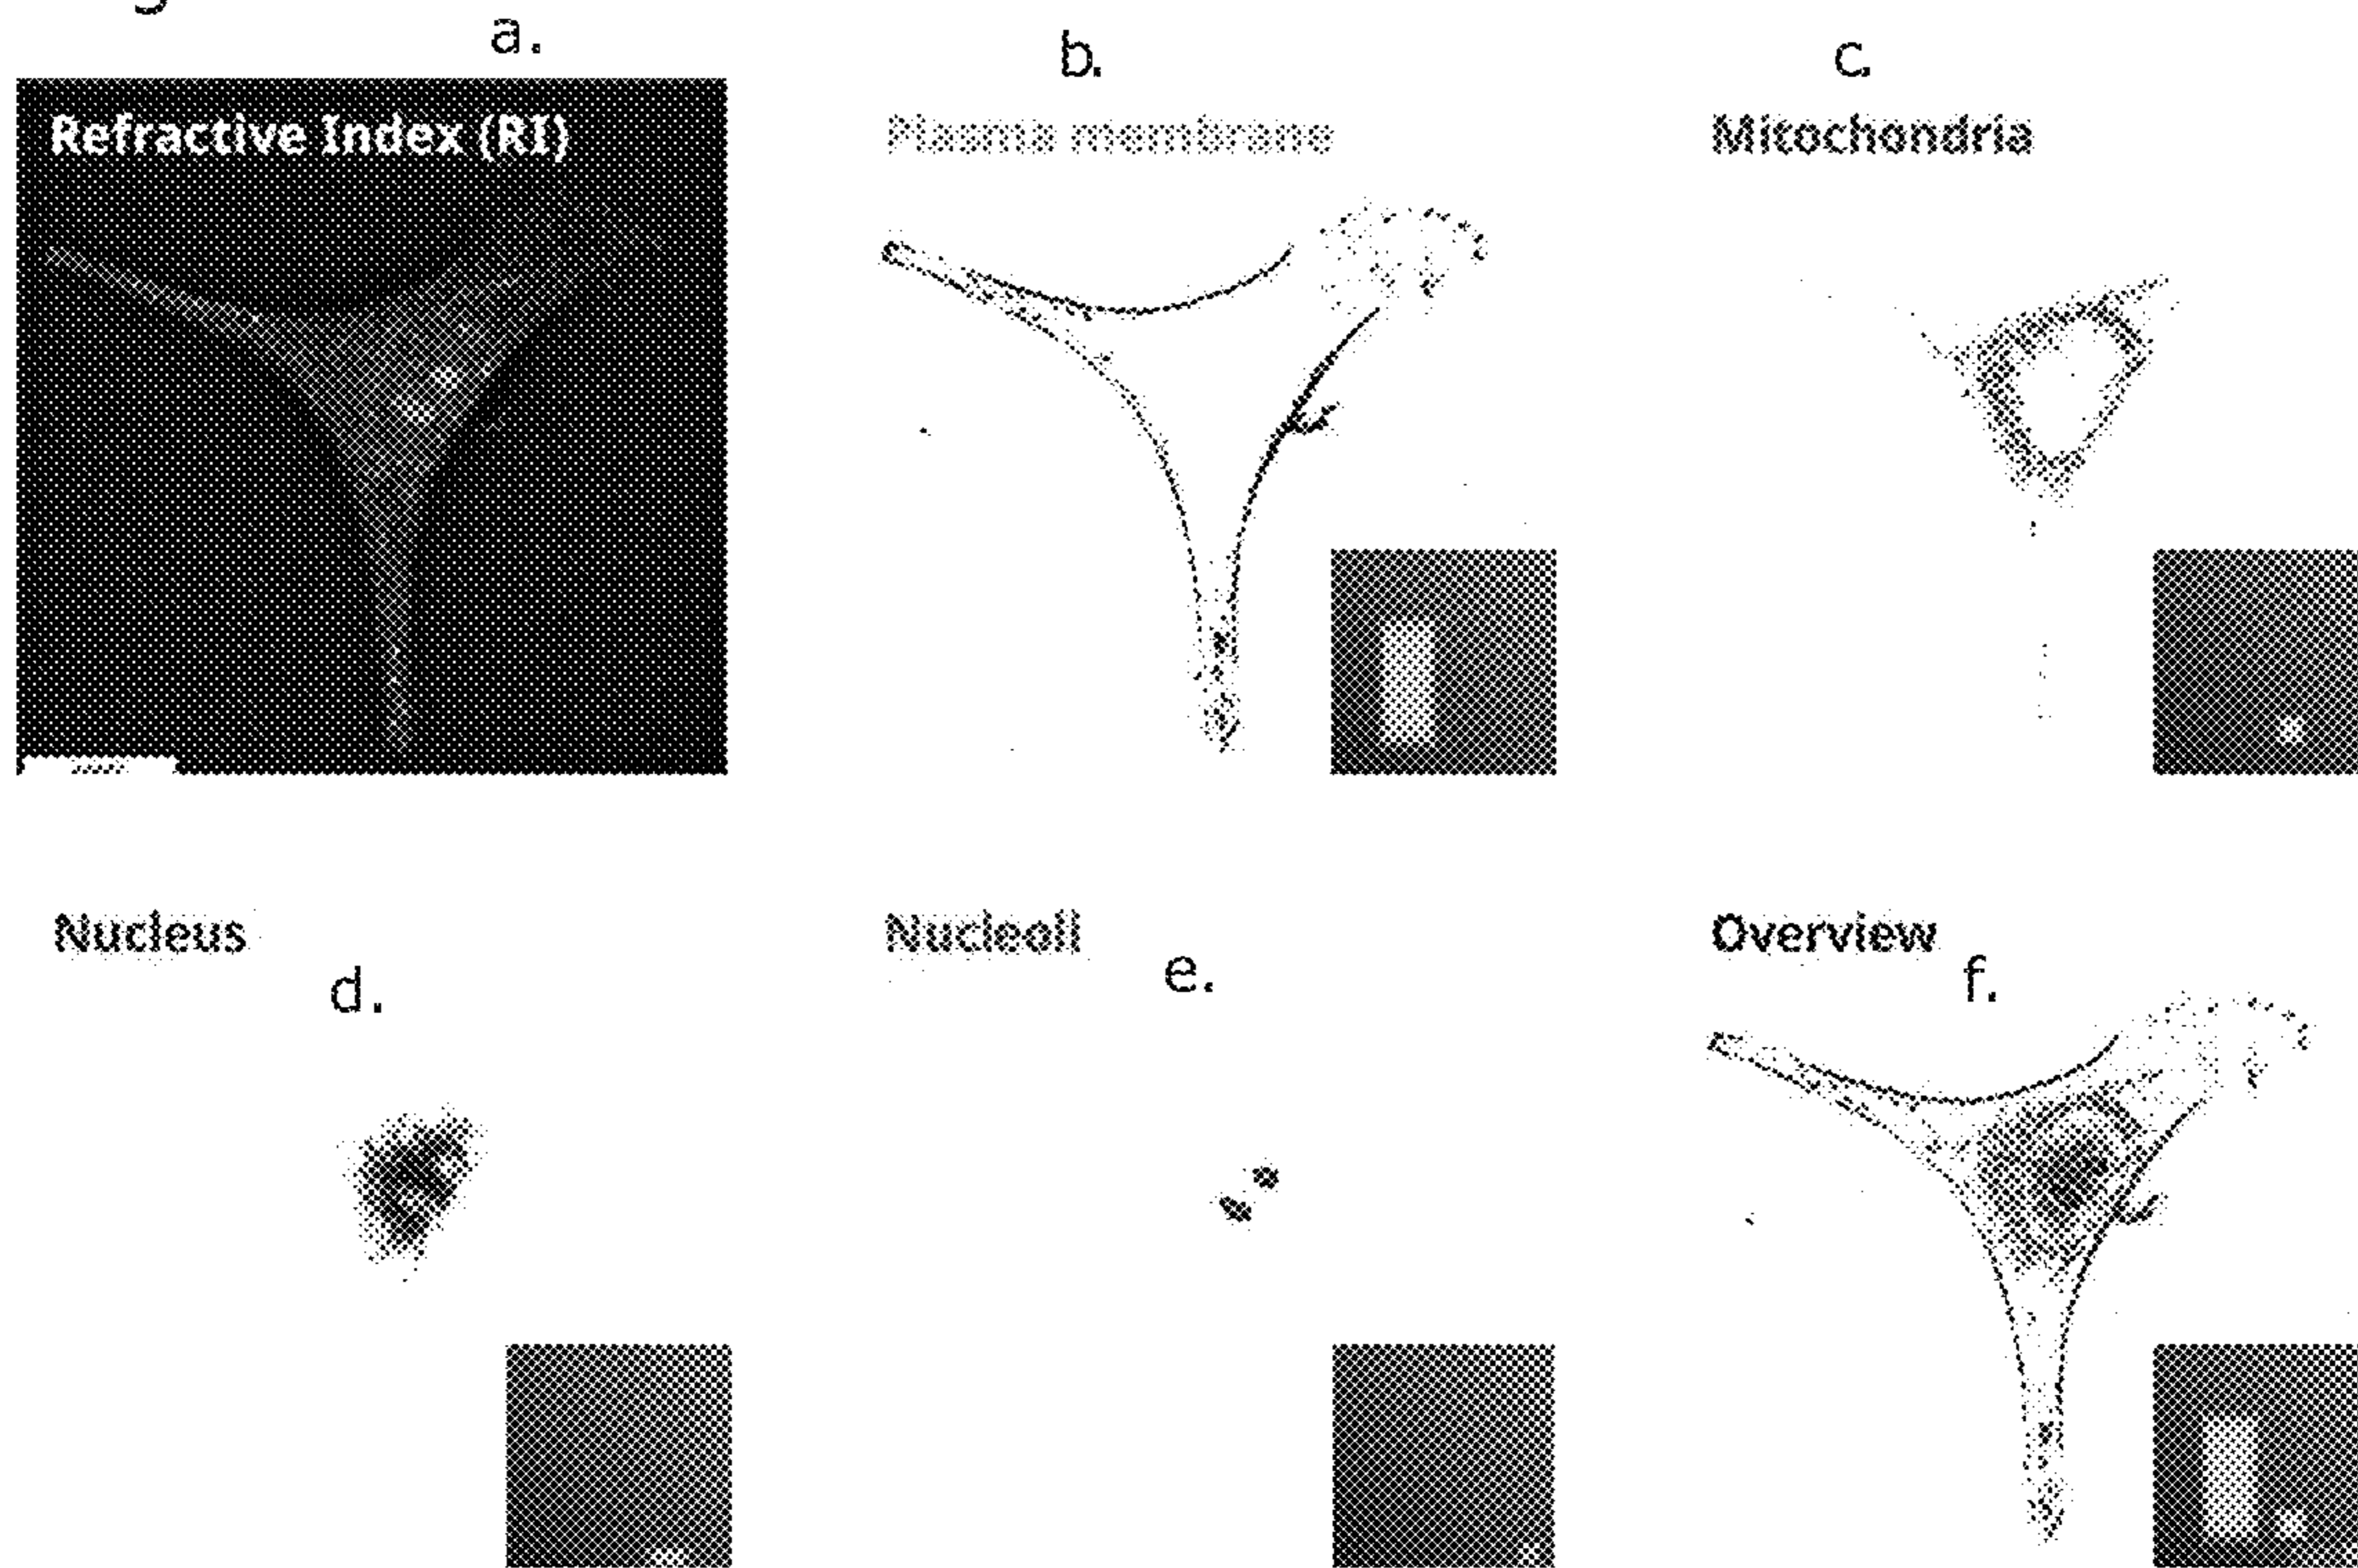 a.
b.
c.
Refractive Index (RI)
Plasma membrane
Mitochondria
Nucleus
Nucleoli
Overview
d.
e.
f.